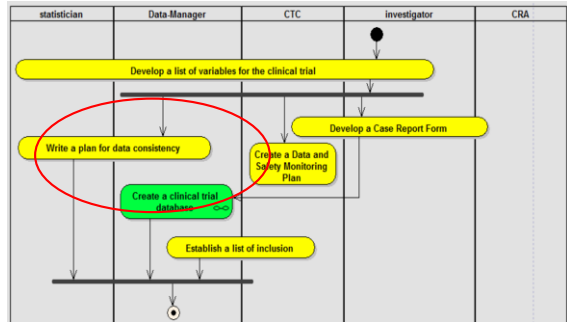 statistician
Data-Manager
CTC
investigator
CRA
Develop a list of variables for the clinical trial
Develop a Case Report Form
Write a plan for data consistency
Create a Data and
Safety Monitoring
Plan
Create a clinical trial
database
Establish a list of inclusion